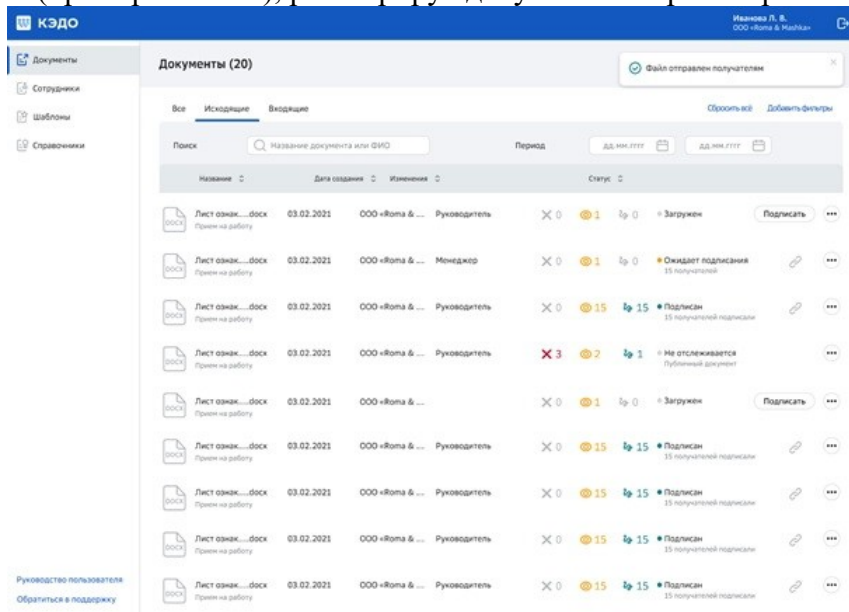 КЭДО
Иванова Л. В.
ООО «Roma & Mashka»
Документы
Сотрудники
Шаблоны
Справочники
Документы (20)
Файл отправлен получателям
Все Исходящие Входящие
Сбросить всё Добавить фильтры
Поиск Название документа или ФИО Период дд.мм.гггг дд.мм.гггг
Название Дата создания Изменения Статус
DOCX Лист ознак....docx 03.02.2021 ООО «Roma & ... Руководитель 0 1 0 Загружен Подписать
Прием на работу
DOCX Лист ознак....docx 03.02.2021 ООО «Roma & ... Менеджер 0 1 0 Ожидает подписания
Прием на работу 15 получателей
DOCX Лист ознак....docx 03.02.2021 ООО «Roma & ... Руководитель 0 15 15 Подписан
Прием на работу 15 получателей подписали
DOCX Лист ознак....docx 03.02.2021 ООО «Roma & ... Руководитель 3 2 1 Не отслеживается
Прием на работу Публичный документ
DOCX Лист ознак....docx 03.02.2021 ООО «Roma & ... 0 1 0 Загружен Подписать
Прием на работу
DOCX Лист ознак....docx 03.02.2021 ООО «Roma & ... Руководитель 0 15 15 Подписан
Прием на работу 15 получателей подписали
DOCX Лист ознак....docx 03.02.2021 ООО «Roma & ... Руководитель 0 15 15 Подписан
Прием на работу 15 получателей подписали
DOCX Лист ознак....docx 03.02.2021 ООО «Roma & ... Руководитель 0 15 15 Подписан
Прием на работу 15 получателей подписали
DOCX Лист ознак....docx 03.02.2021 ООО «Roma & ... Руководитель 0 15 15 Подписан
Прием на работу 15 получателей подписали
Руководство пользователя
Обратиться в поддержку